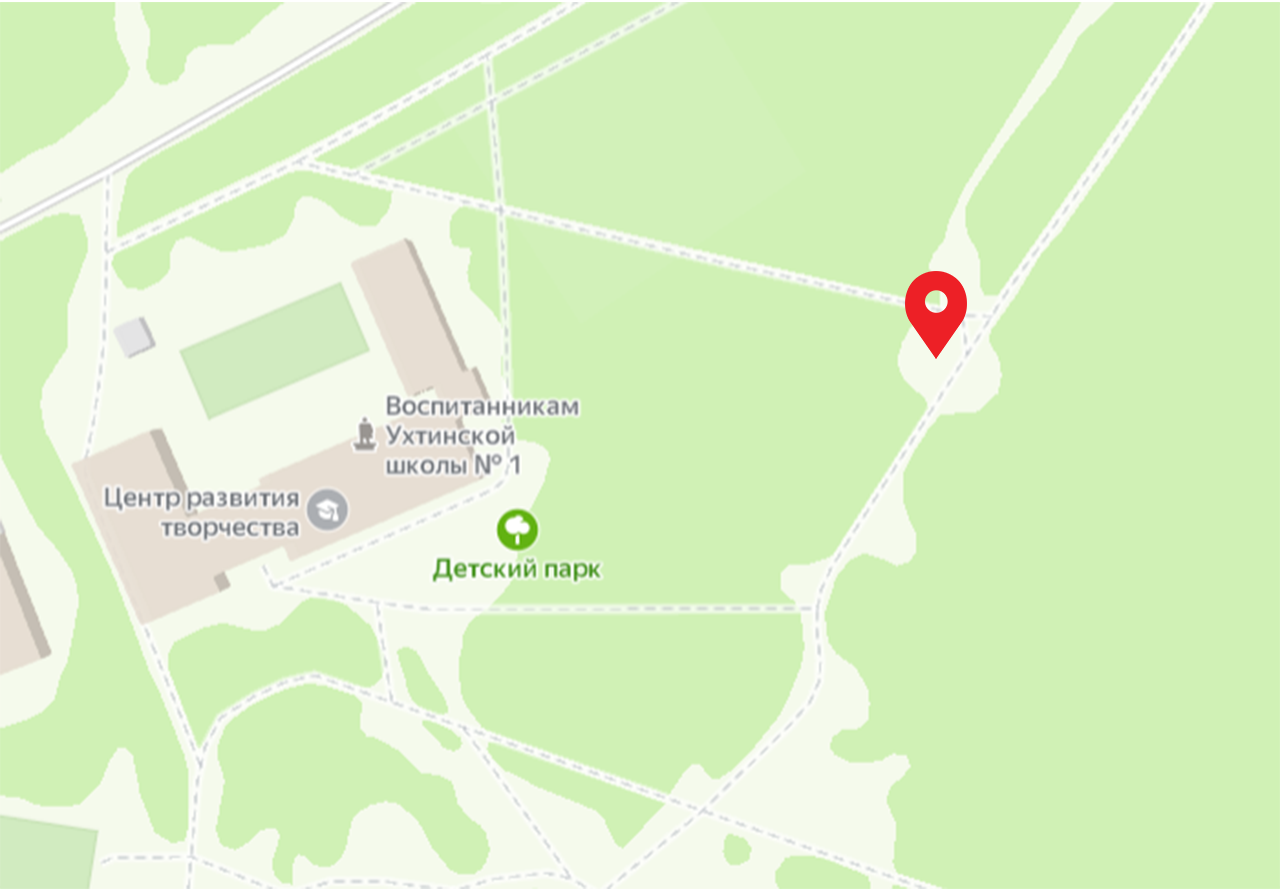 Воспитанникам
Ухтинской
школы № 1
Центр развития
творчества
Детский парк